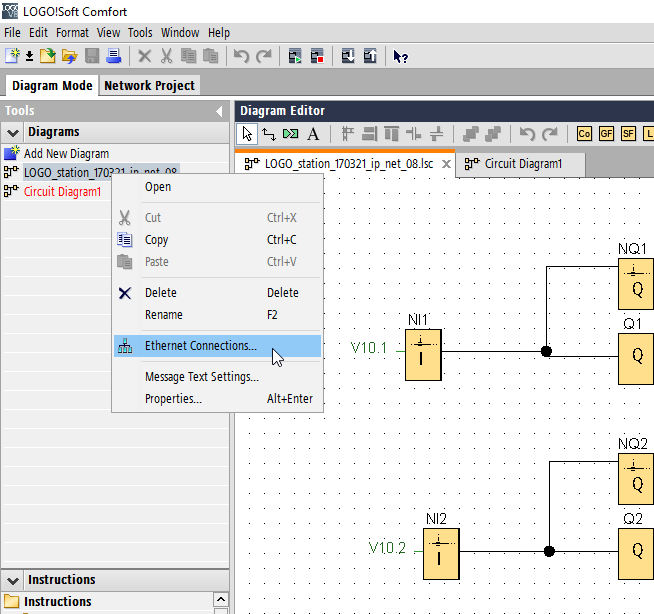 LOGO!Soft Comfort
File Edit Format View Tools Window Help
Diagram Mode Network Project
Tools
Diagram Editor
Diagrams
A Co GF SF L
Add New Diagram
LOGO_station_170321_ip_net_08
LOGO_station_170321_ip_net_08.lsc Circuit Diagram1
Circuit Diagram1
Open
Cut Ctrl+X
Copy Ctrl+C
Paste Ctrl+V
Delete Delete
Rename F2
Ethernet Connections...
Message Text Settings...
Properties... Alt+Enter
NQ1
Q
Q1
Q
NI1
V10.1
I
NQ2
Q
Q2
Q
NI2
V10.2
I
Instructions
Instructions